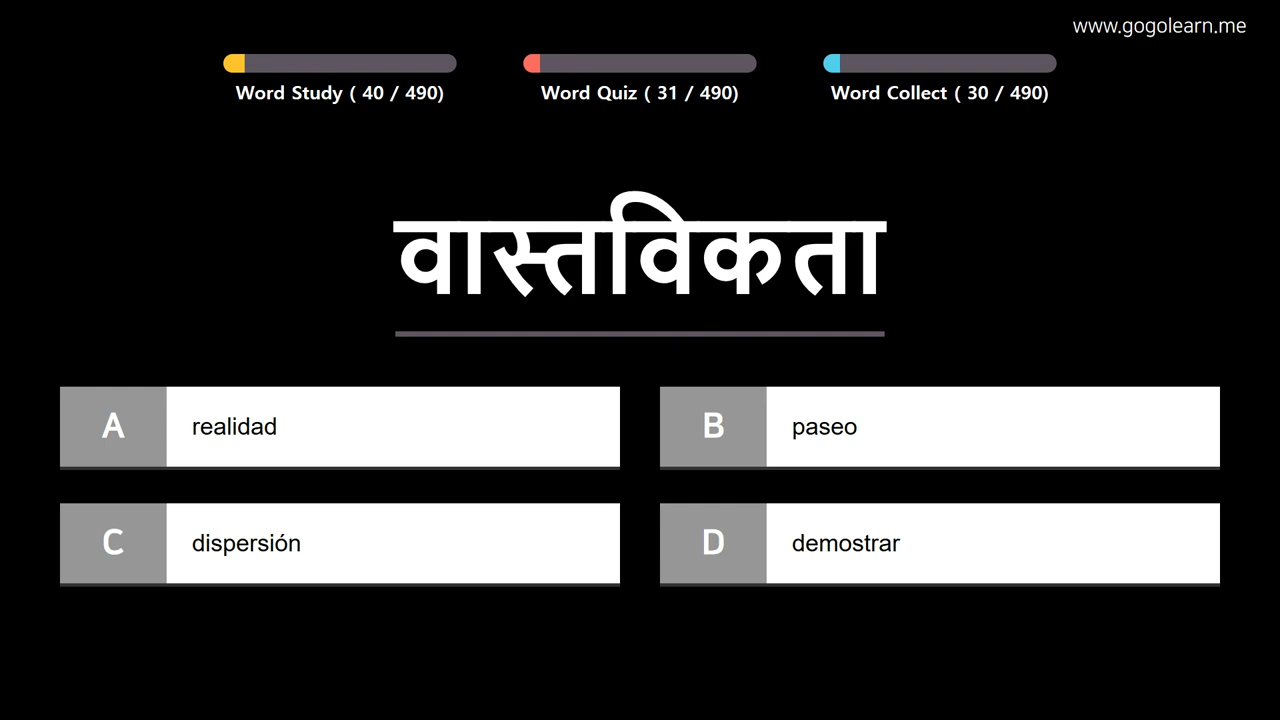 www.gogolearn.me
Word Study ( 40 / 490)
Word Quiz ( 31 / 490)
Word Collect ( 30 / 490)
वास्तविकता
A realidad
B paseo
C dispersión
D demostrar